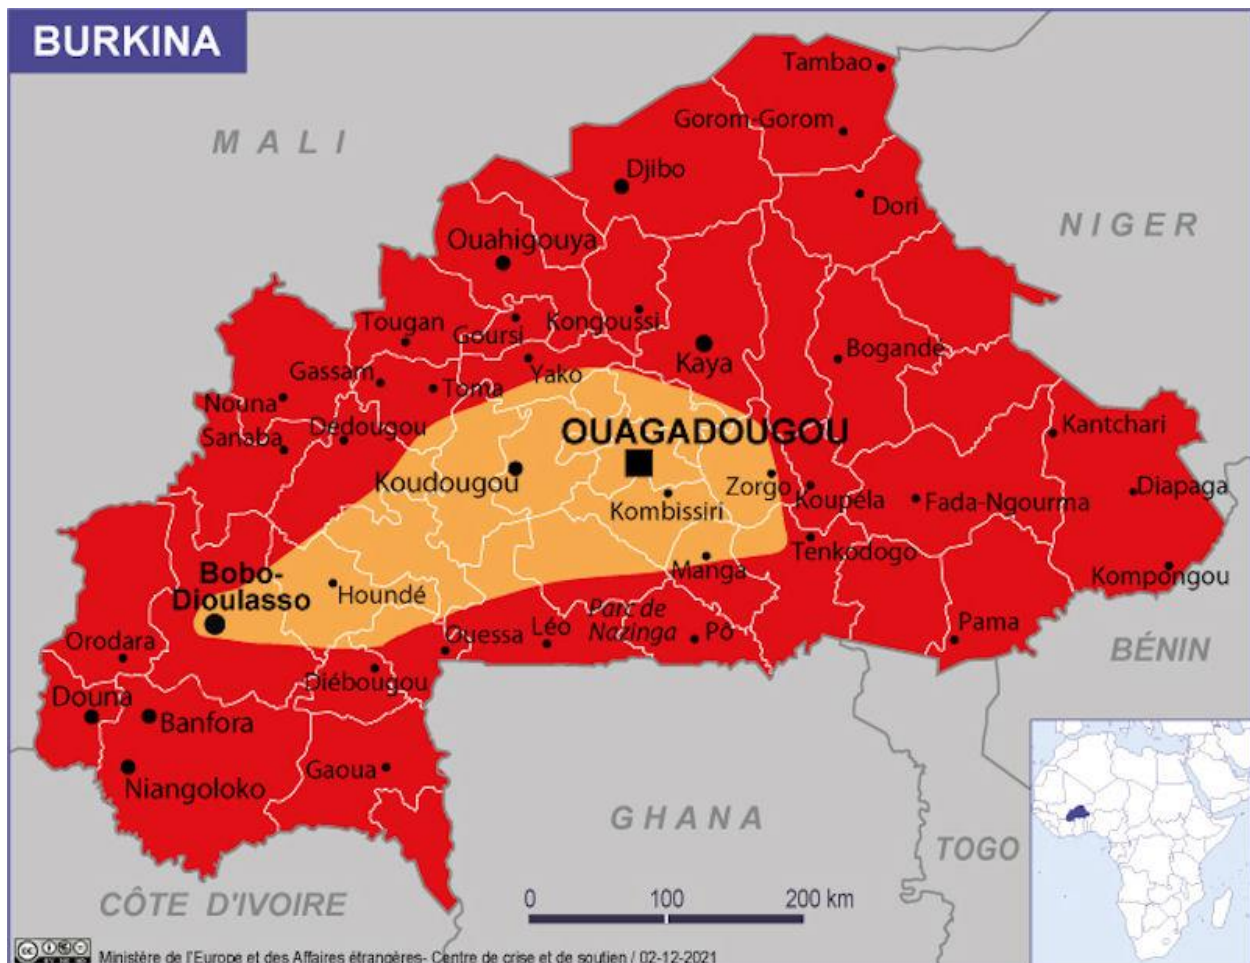 BURKINA
Tambao
MALI
Gorom-Gorom
Djibo
Dori
NIGER
Ouahigouya
Tougan
Goursi
Kongoussi
Kaya
Bogandé
Gassam
Toma
Yako
Nouna
Sanaba
Dédougou
OUAGADOUGOU
Kantchari
Koudougou
Zorgo
Koupéla
Fada-Ngourma
Diapaga
Kombissiri
Tenkodogo
Manga
Kompongou
Bobo-
Dioulasso
Houndé
Orodara
Ouessa
Léo
Parc de
Nazinga
Pô
Pama
BÉNIN
Diébougou
Douna
Banfora
Niangoloko
Gaoua
GHANA
TOGO
CÔTE D'IVOIRE
0 100 200 km
Ministère de l'Europe et des Affaires étrangères- Centre de crise et de soutien / 02-12-2021